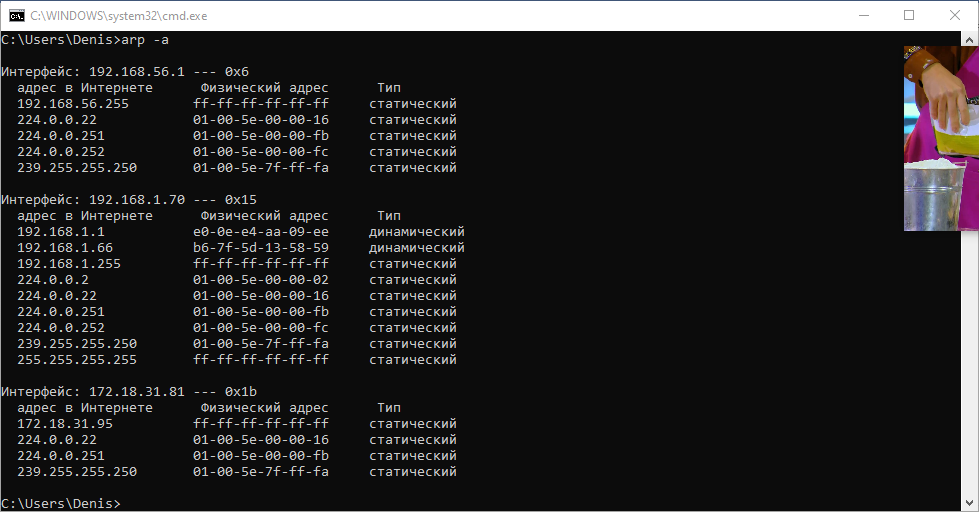 C:\WINDOWS\system32\cmd.exe
C:\Users\Denis>arp -a
Интерфейс: 192.168.56.1 --- 0x6
адрес в Интернете Физический адрес Тип
192.168.56.255 ff-ff-ff-ff-ff-ff статический
224.0.0.22 01-00-5e-00-00-16 статический
224.0.0.251 01-00-5e-00-00-fb статический
224.0.0.252 01-00-5e-00-00-fc статический
239.255.255.250 01-00-5e-7f-ff-fa статический
Интерфейс: 192.168.1.70 --- 0x15
адрес в Интернете Физический адрес Тип
192.168.1.1 e0-0e-e4-aa-09-ee динамический
192.168.1.66 b6-7f-5d-13-58-59 динамический
192.168.1.255 ff-ff-ff-ff-ff-ff статический
224.0.0.2 01-00-5e-00-00-02 статический
224.0.0.22 01-00-5e-00-00-16 статический
224.0.0.251 01-00-5e-00-00-fb статический
224.0.0.252 01-00-5e-00-00-fc статический
239.255.255.250 01-00-5e-7f-ff-fa статический
255.255.255.255 ff-ff-ff-ff-ff-ff статический
Интерфейс: 172.18.31.81 --- 0x1b
адрес в Интернете Физический адрес Тип
172.18.31.95 ff-ff-ff-ff-ff-ff статический
224.0.0.22 01-00-5e-00-00-16 статический
224.0.0.251 01-00-5e-00-00-fb статический
239.255.255.250 01-00-5e-7f-ff-fa статический
C:\Users\Denis>